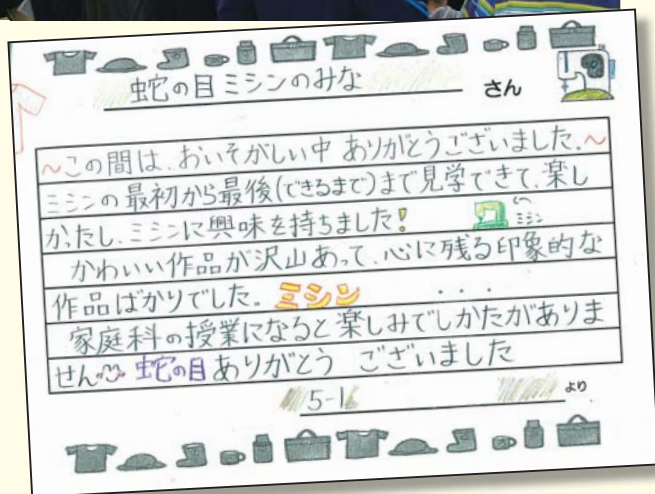 蛇の目ミシンのみな さん
～この間は、おいそがしい中 ありがとうございました。～
ミシンの最初から最後(できるまで)まで見学できて、楽し
かったし、ミシンに興味を持ちました!
ミシン
かわいい作品が沢山あって、心に残る印象的な
作品ばかりでした。 ミシン ・・・
家庭科の授業になると楽しみでしかたがありま
せん 蛇の目ありがとう ございました
5-1 より